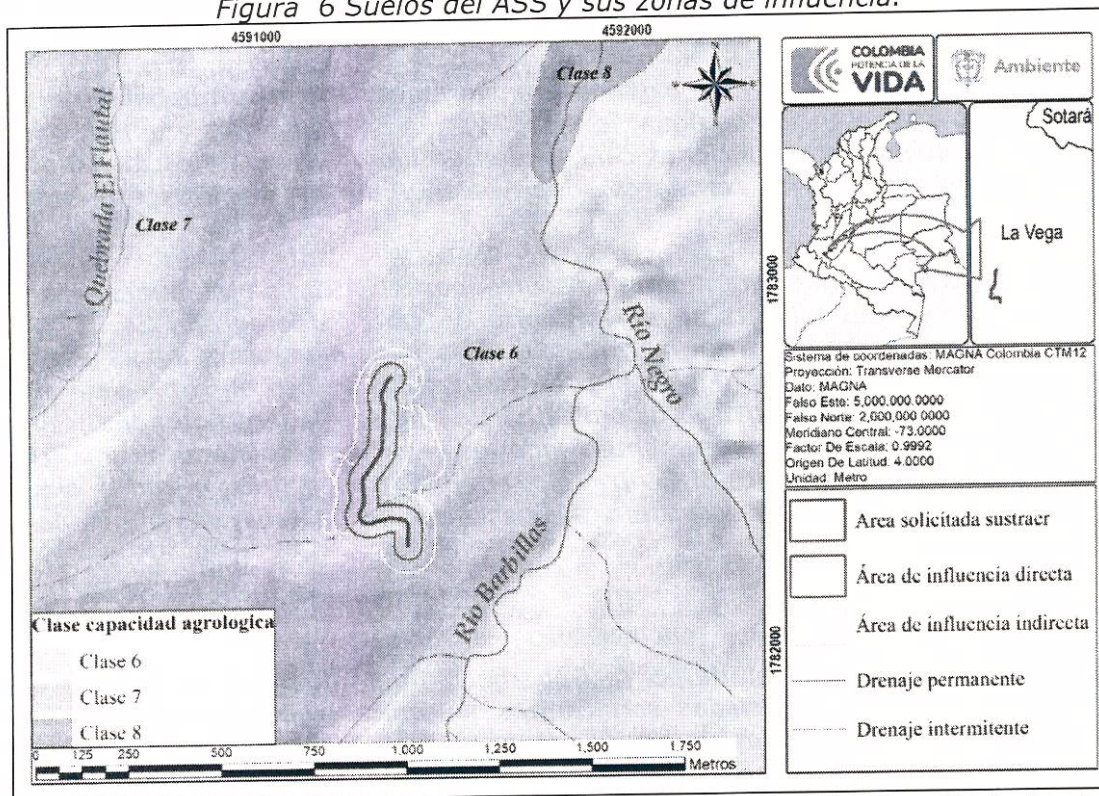 Figura 6 Suelos del ASS y sus zonas de influencia.
4591000
4592000
Clase 8
Quebrada El Flautal
Clase 7
Clase 6
Río Negro
Río Barbillas
1783000
1782000
Clase capacidad agrologica
Clase 6
Clase 7
Clase 8
0 125 250 500 750 1.000 1.250 1.500 1.750
Metros
COLOMBIA
POTENCIA DE LA
VIDA
Ambiente
Sotará
La Vega
Sistema de coordenadas: MAGNA Colombia CTM12
Proyección: Transverse Mercator
Dato: MAGNA
Falso Este: 5,000,000.0000
Falso Norte: 2,000,000.0000
Meridiano Central: -73.0000
Factor De Escala: 0.9992
Origen De Latitud: 4.0000
Unidad: Metro
Area solicitada sustraer
Área de influencia directa
Área de influencia indirecta
Drenaje permanente
Drenaje intermitente